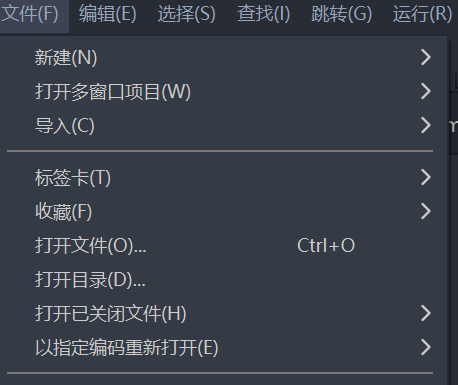 文件(F) 编辑(E) 选择(S) 查找(I) 跳转(G) 运行(R)
新建(N)
打开多窗口项目(W)
导入(C)
标签卡(T)
收藏(F)
打开文件(O)... Ctrl+O
打开目录(D)...
打开已关闭文件(H)
以指定编码重新打开(E)